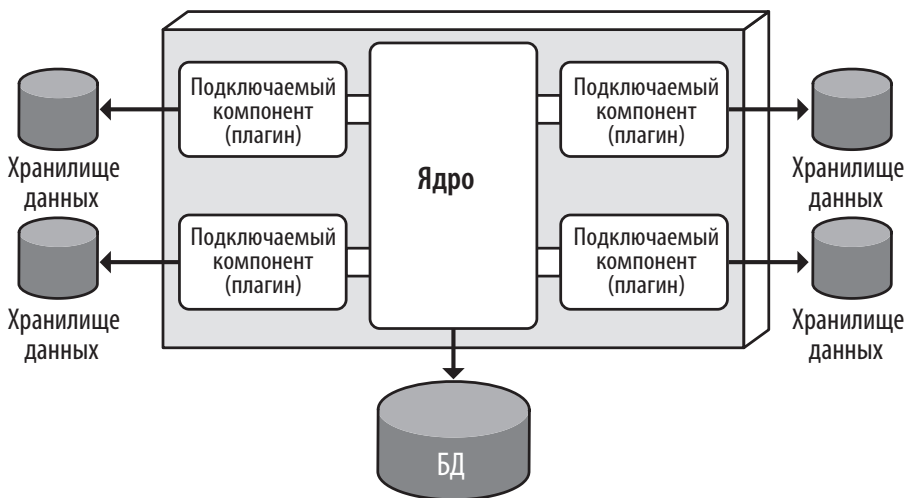 Подключаемый
компонент
(плагин)
Подключаемый
компонент
(плагин)
Хранилище
данных
Ядро
Хранилище
данных
Подключаемый
компонент
(плагин)
Подключаемый
компонент
(плагин)
Хранилище
данных
Хранилище
данных
БД